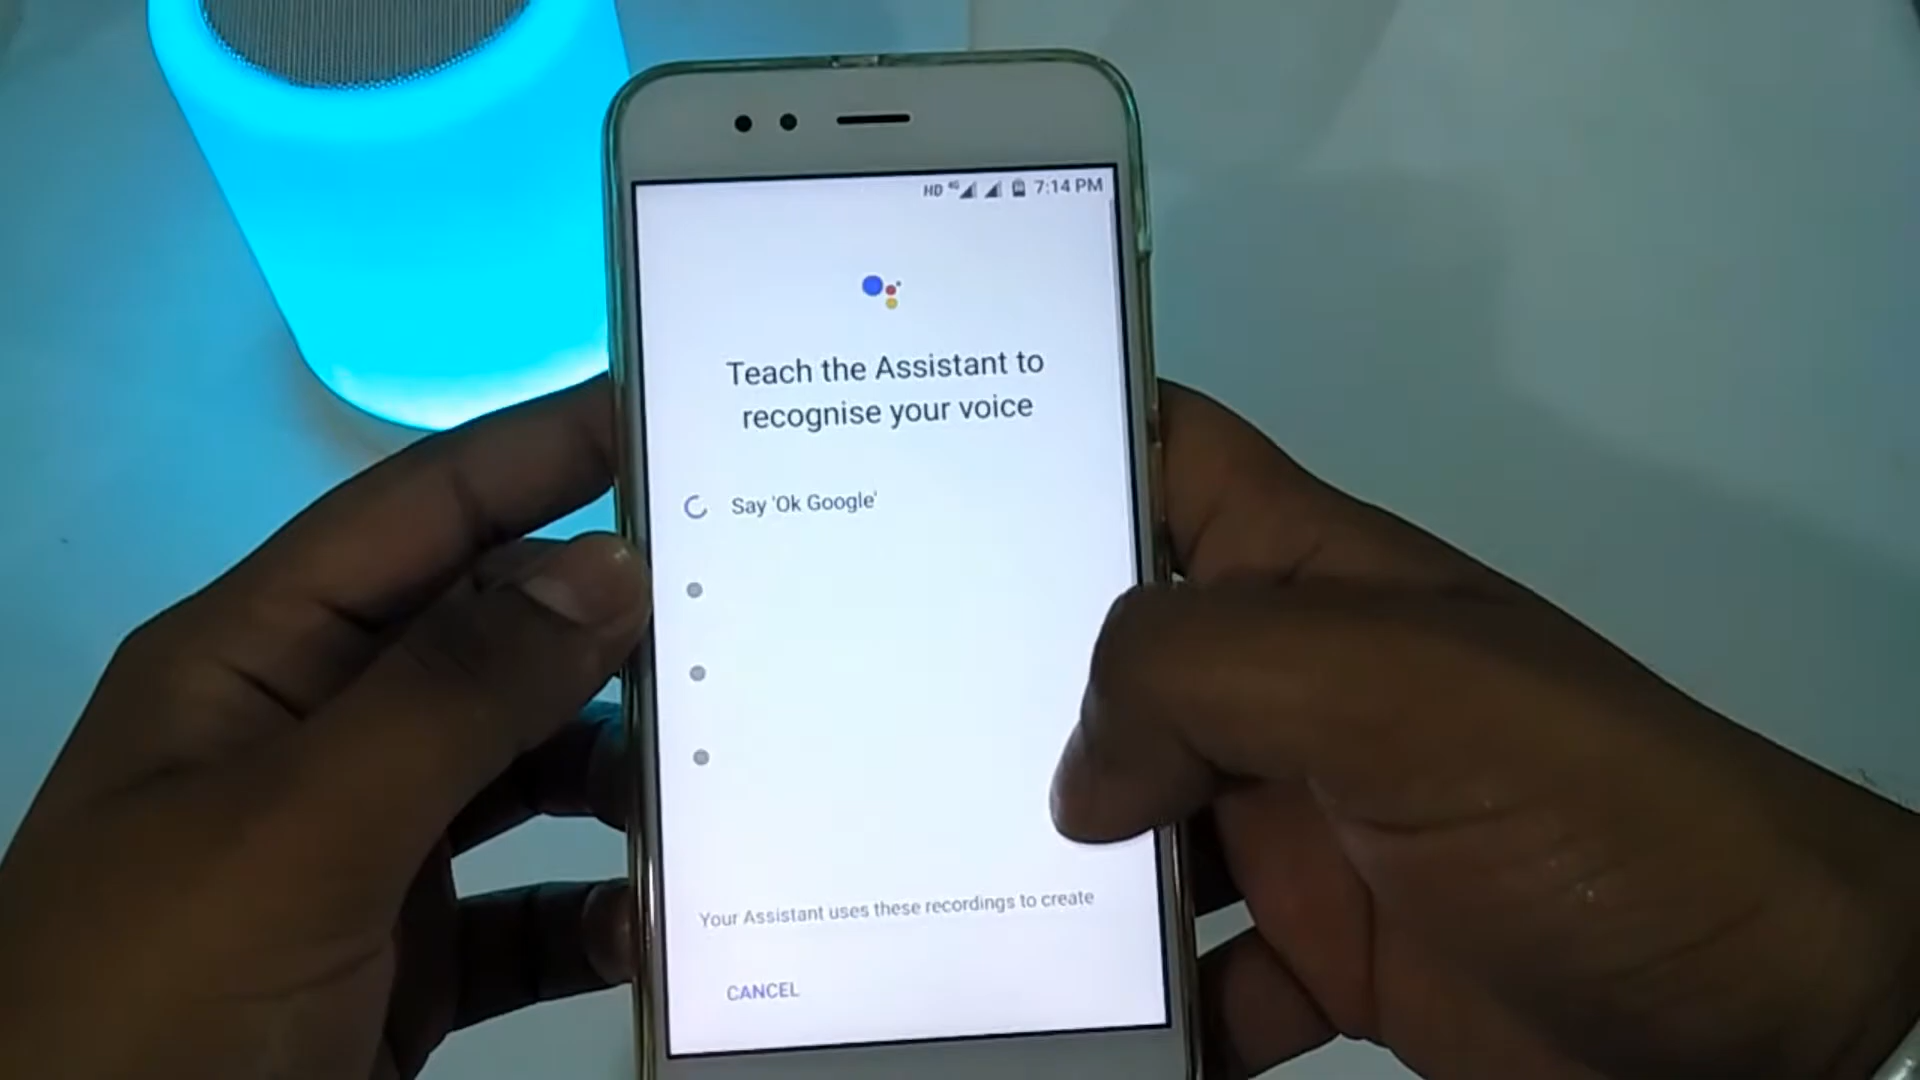 HD 4G 7:14 PM
Teach the Assistant to
recognise your voice
Say 'Ok Google'
Your Assistant uses these recordings to create
CANCEL